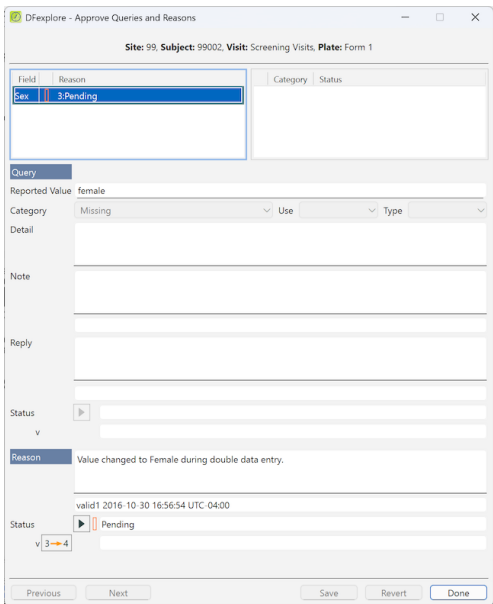 DFexplore - Approve Queries and Reasons
Site: 99, Subject: 99002, Visit: Screening Visits, Plate: Form 1
Field Reason
Category Status
Sex 3:Pending
Query
Reported Value female
Category Missing Use Type
Detail
Note
Reply
Status
v
Reason Value changed to Female during double data entry.
valid1 2016-10-30 16:56:54 UTC-04:00
Status Pending
v 3 4
Previous Next Save Revert Done